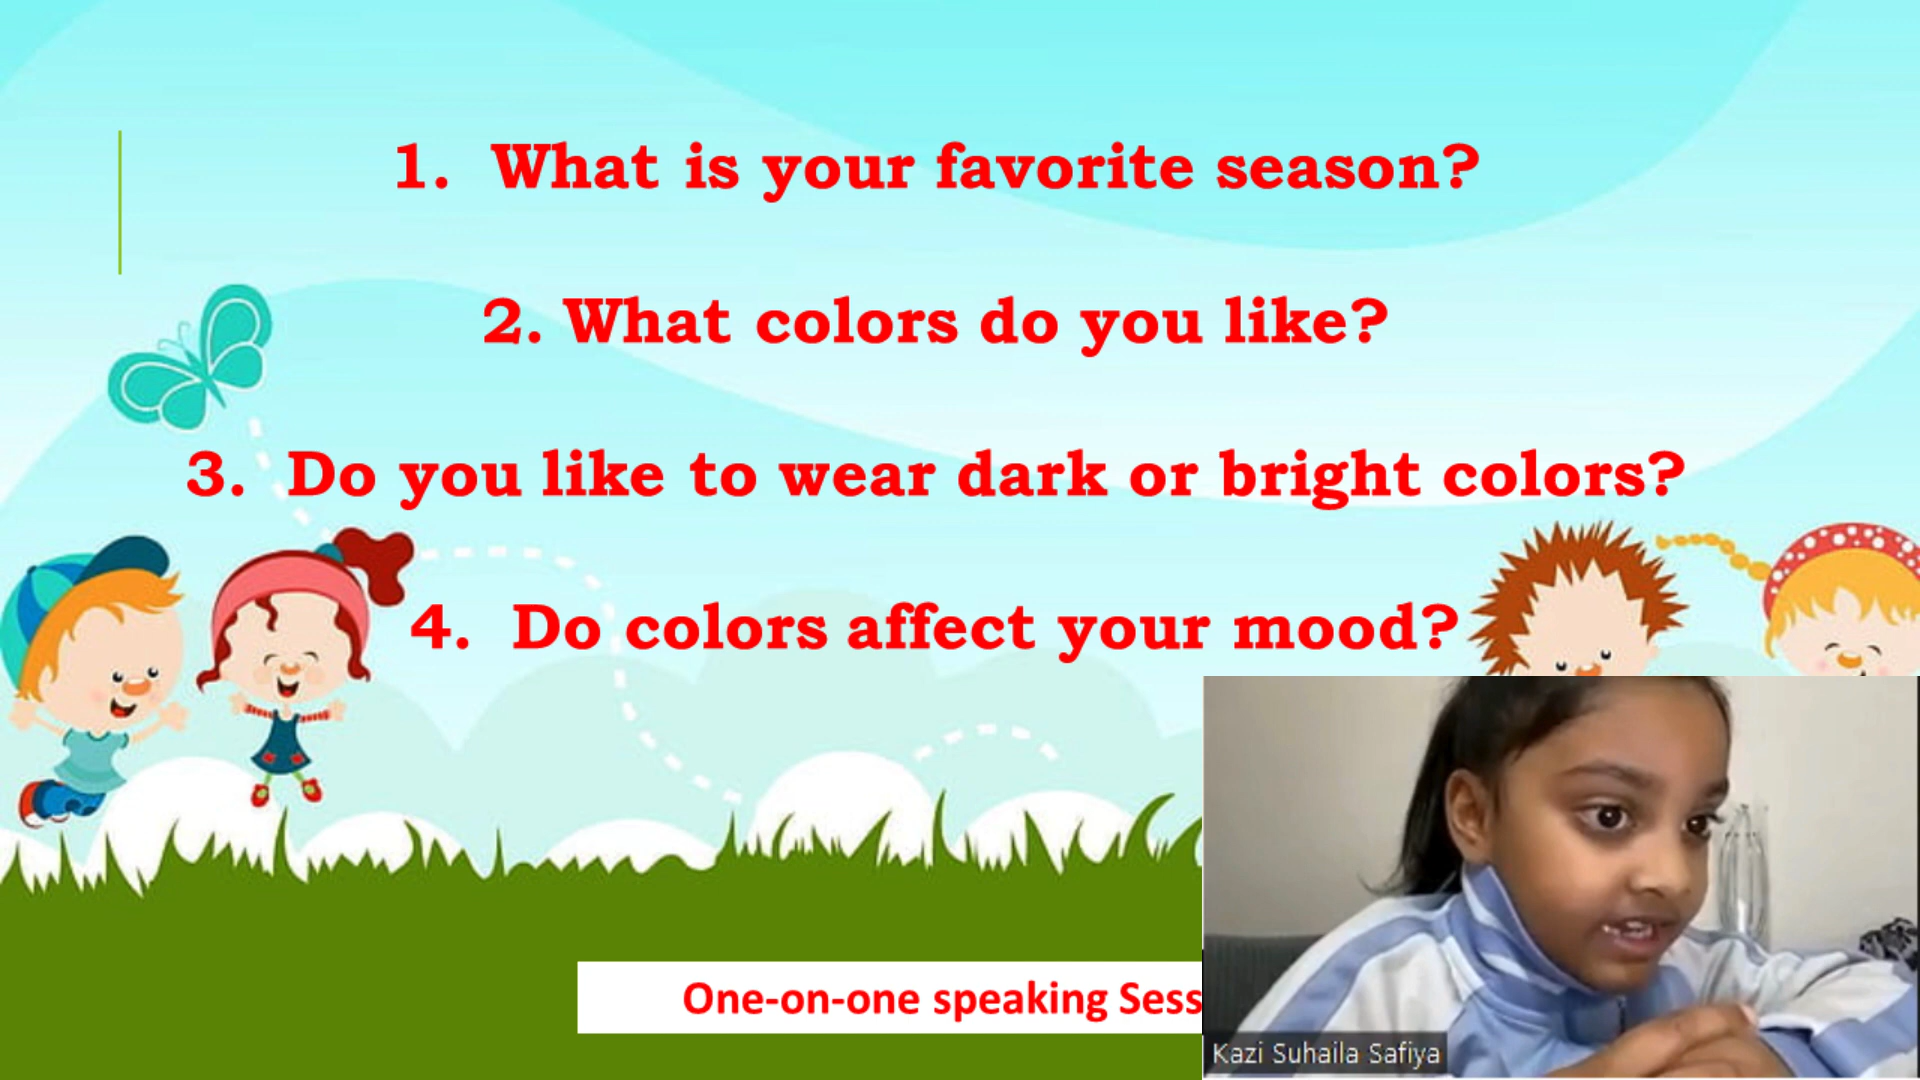 1. What is your favorite season?
2. What colors do you like?
3. Do you like to wear dark or bright colors?
4. Do colors affect your mood?
One-on-one speaking Sess
Kazi Suhaila Safiya